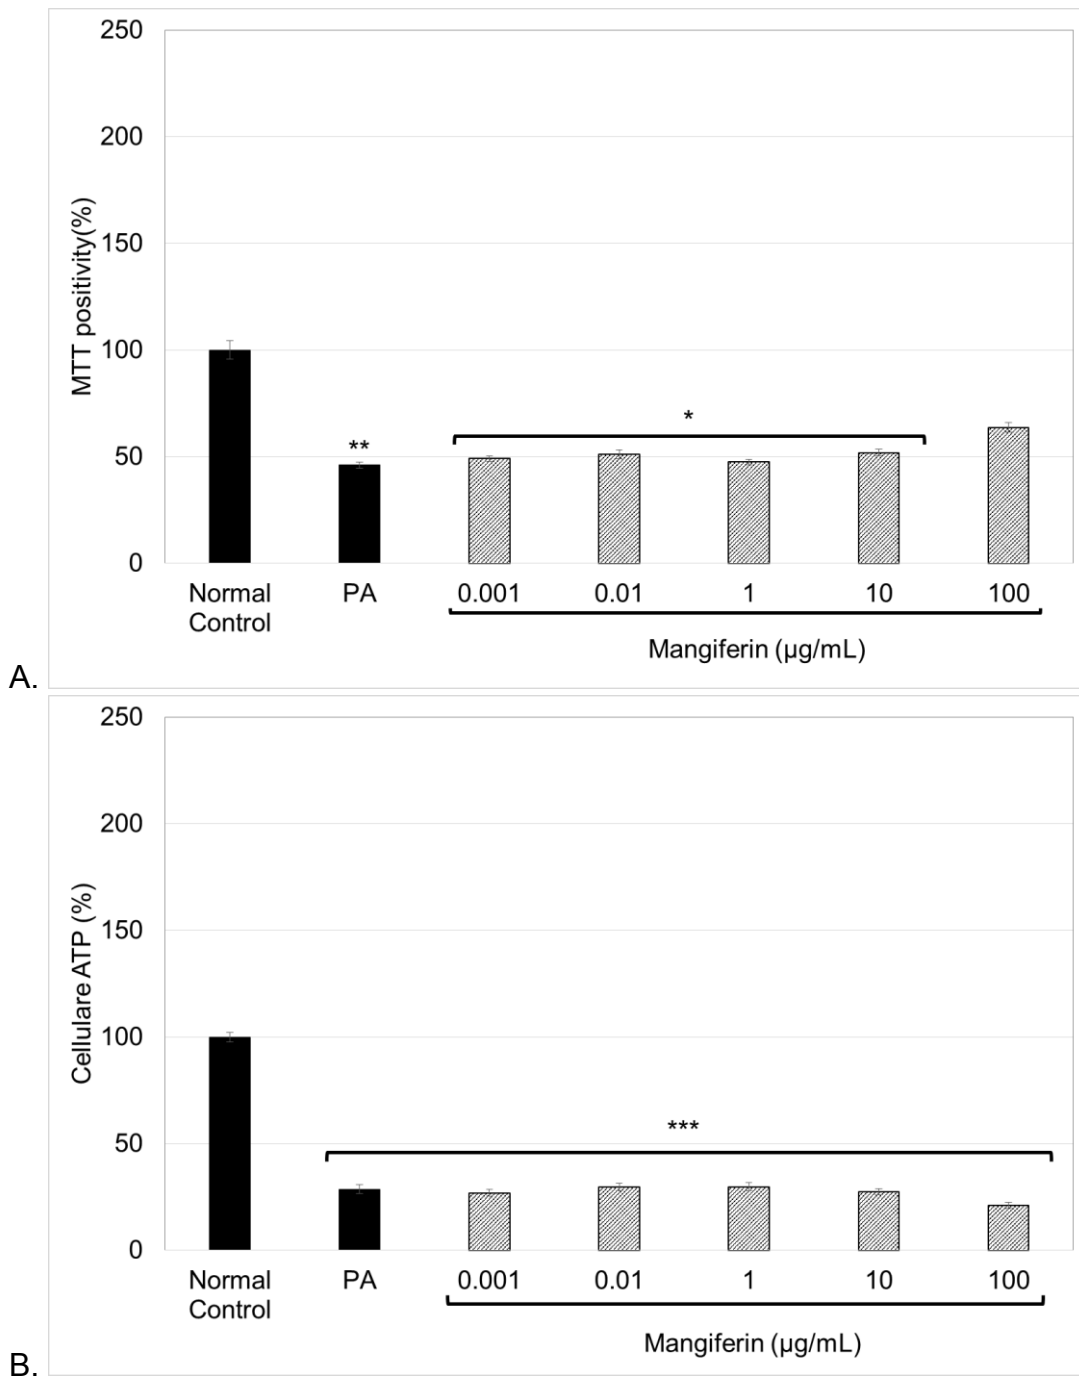 250
200
150
100
50
0
MTT positivity(%)
**
*
Normal Control
PA
0.001
0.01
1
10
100
Mangiferin (µg/mL)
A.
250
200
150
100
50
0
Cellulare ATP (%)
***
Normal Control
PA
0.001
0.01
1
10
100
Mangiferin (µg/mL)
B.